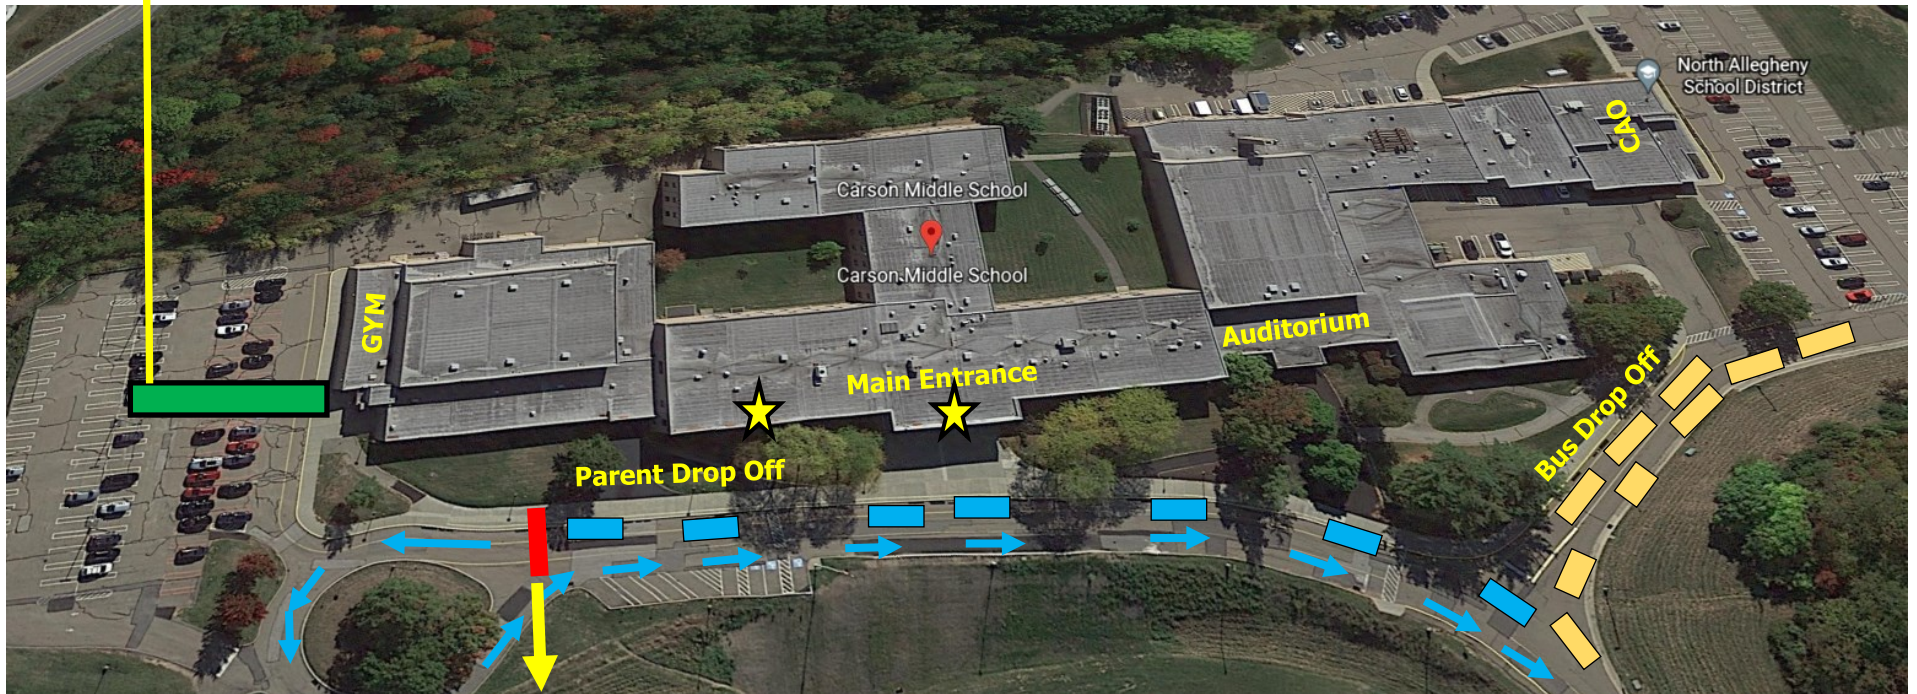 North Allegheny
School District
CAO
Carson Middle School
Carson Middle School
GYM
Auditorium
Main Entrance
Bus Drop Off
Parent Drop Off